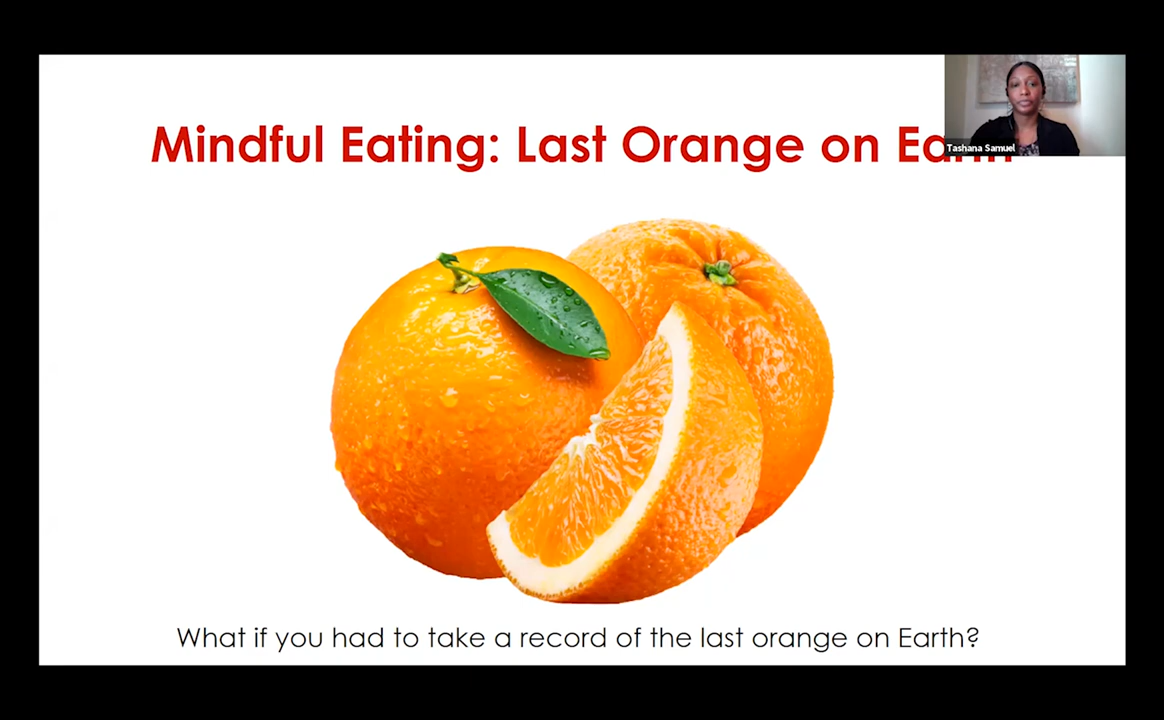 Mindful Eating: Last Orange on Earth
Tashana Samuel
What if you had to take a record of the last orange on Earth?